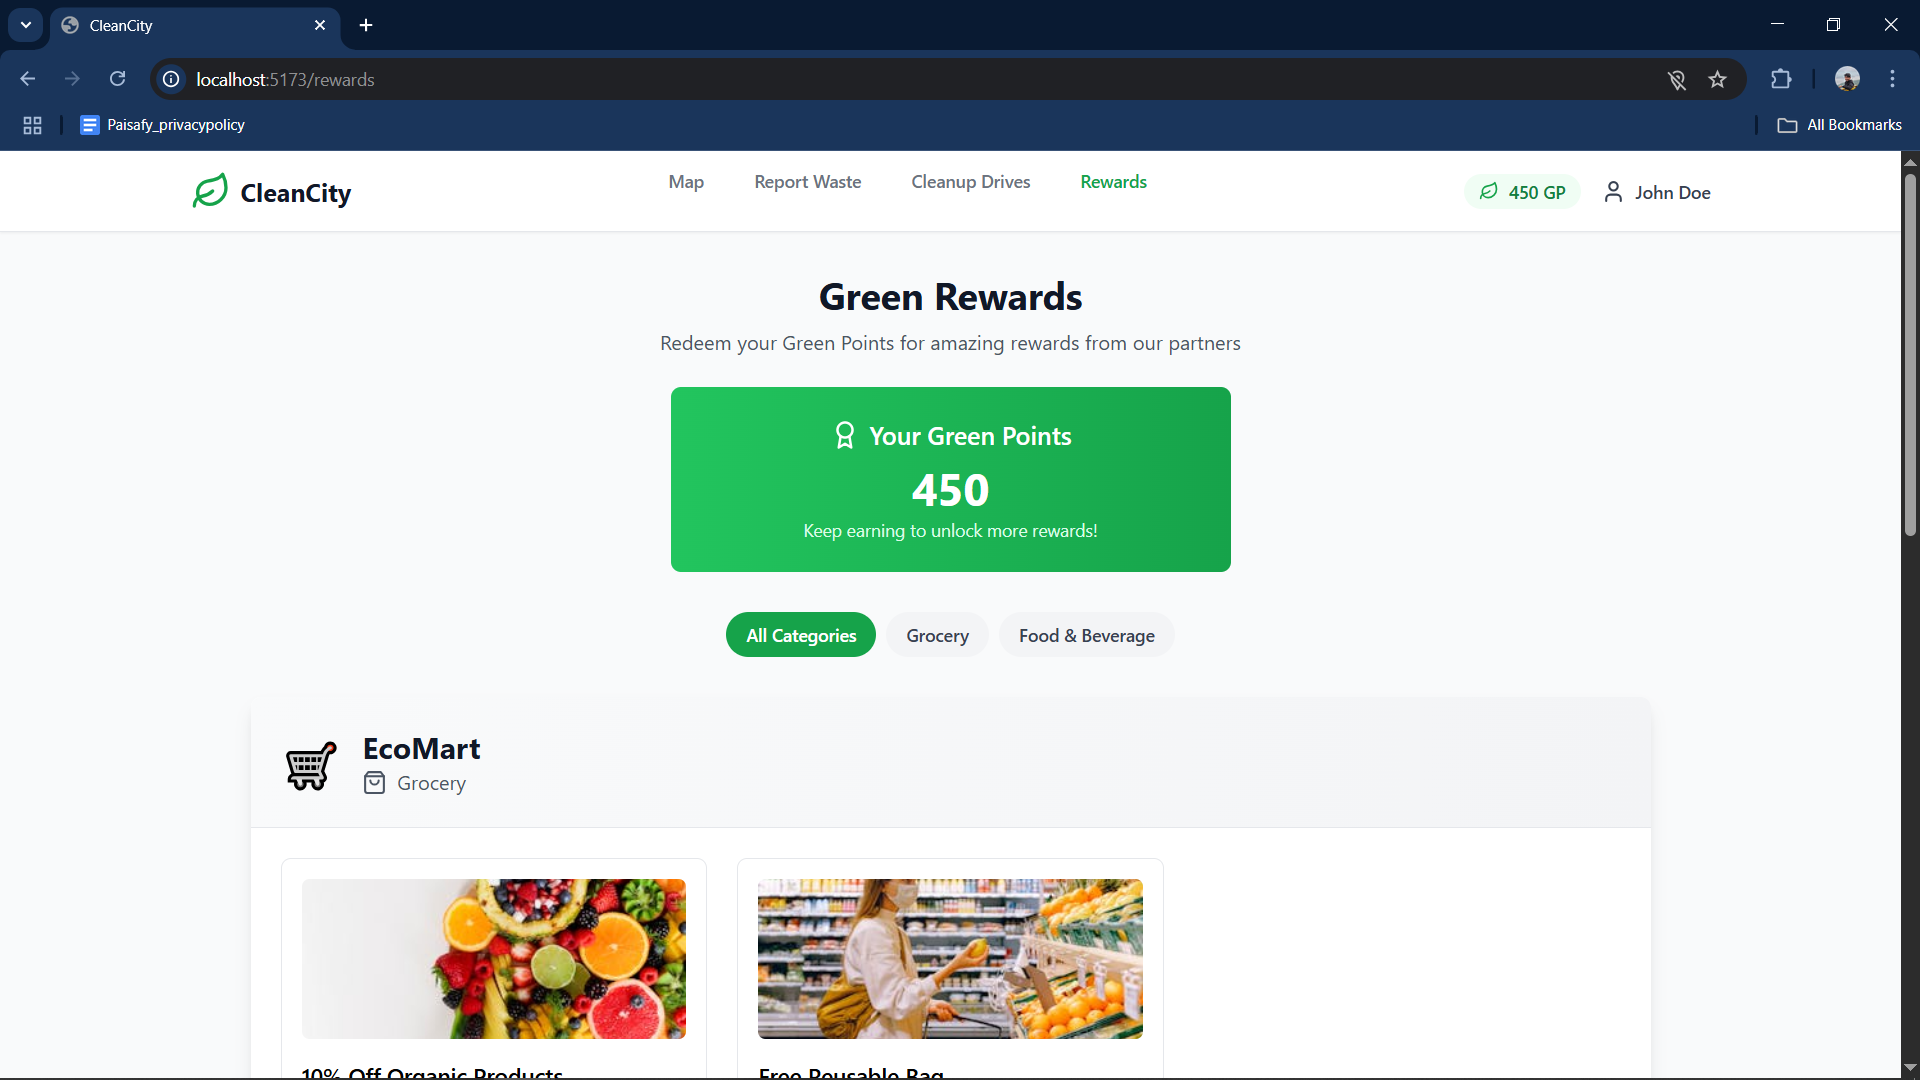 CleanCity
localhost:5173/rewards
Paisafy_privacypolicy
All Bookmarks
CleanCity
Map
Report Waste
Cleanup Drives
Rewards
450 GP
John Doe
Green Rewards
Redeem your Green Points for amazing rewards from our partners
Your Green Points
450
Keep earning to unlock more rewards!
All Categories
Grocery
Food & Beverage
EcoMart
Grocery
10% Off Organic Products
Free Reusable Bag